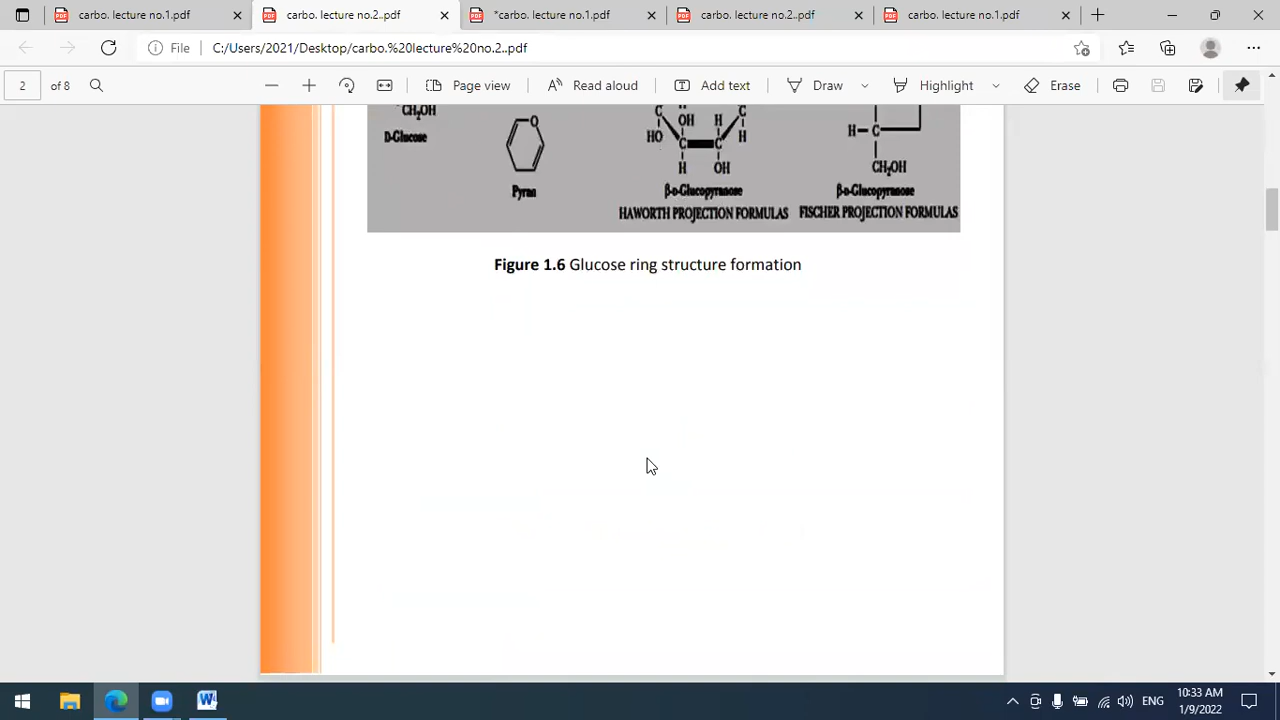 carbo. lecture no.1.pdf
carbo. lecture no.2..pdf
*carbo. lecture no.1.pdf
carbo. lecture no.2..pdf
carbo. lecture no.1.pdf
File
C:/Users/2021/Desktop/carbo.%20lecture%20no.2..pdf
2 of 8
Page view
Read aloud
Add text
Draw
Highlight
Erase
CH₂OH
D-Glucose
O
Pyran
C OH H C
HO C C H
H OH
β-D-Glucopyranose
HAWORTH PROJECTION FORMULAS
H–C
CH₂OH
β-D-Glucopyranose
FISCHER PROJECTION FORMULAS
Figure 1.6 Glucose ring structure formation
ENG
10:33 AM
1/9/2022